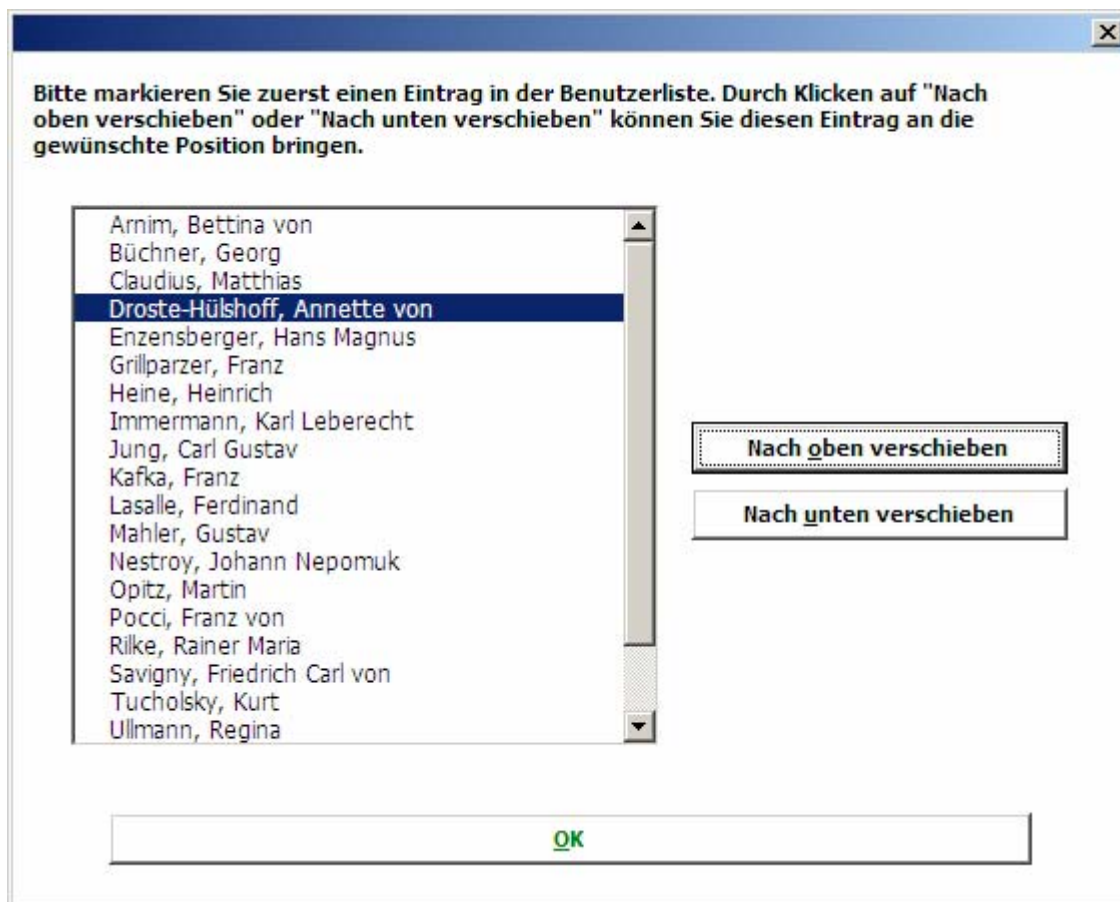 Bitte markieren Sie zuerst einen Eintrag in der Benutzerliste. Durch Klicken auf "Nach
oben verschieben" oder "Nach unten verschieben" können Sie diesen Eintrag an die
gewünschte Position bringen.
Arnim, Bettina von
Büchner, Georg
Claudius, Matthias
Droste-Hülshoff, Annette von
Enzensberger, Hans Magnus
Grillparzer, Franz
Heine, Heinrich
Immermann, Karl Leberecht
Jung, Carl Gustav
Kafka, Franz
Lasalle, Ferdinand
Mahler, Gustav
Nestroy, Johann Nepomuk
Opitz, Martin
Pocci, Franz von
Rilke, Rainer Maria
Savigny, Friedrich Carl von
Tucholsky, Kurt
Ullmann, Regina
Nach oben verschieben
Nach unten verschieben
OK